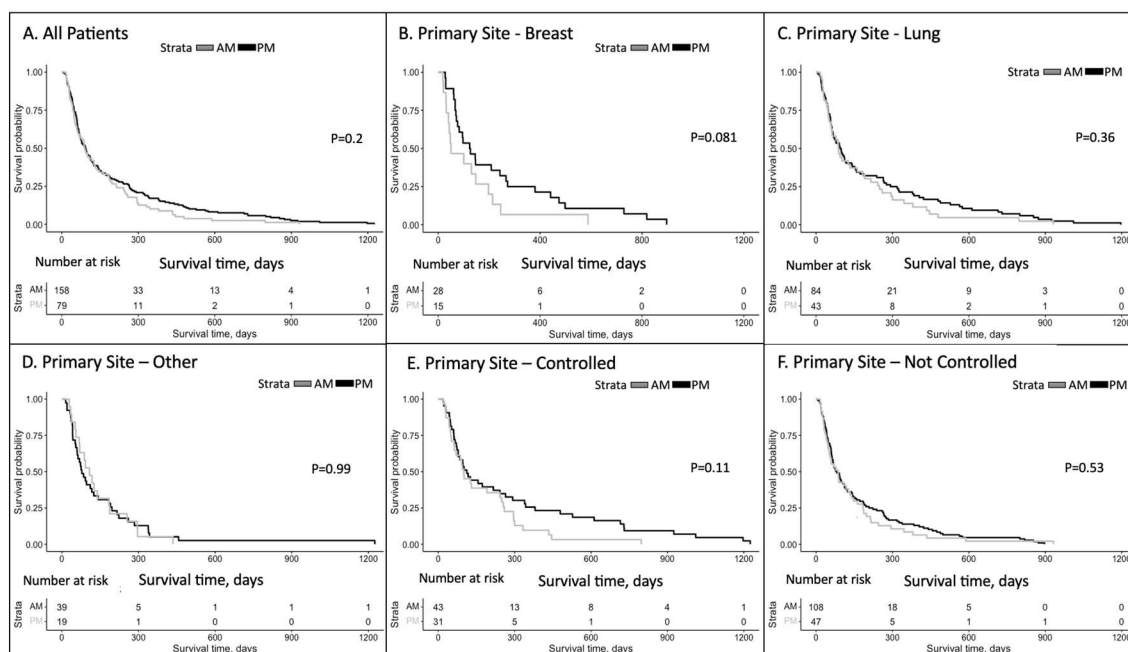 A. All Patients
Strata AM PM
Survival probability
1.00
0.75
0.50
0.25
0.00
P=0.2
0 300 600 900 1200
Number at risk Survival time, days
Strata
AM 158 33 13 4 1
PM 79 11 2 1 0
0 300 600 900 1200
Survival time, days
B. Primary Site - Breast
Strata AM PM
Survival probability
1.00
0.75
0.50
0.25
0.00
P=0.081
0 400 800 1200
Number at risk Survival time, days
Strata
AM 28 6 2 0
PM 15 1 0 0
0 400 800 1200
Survival time, days
C. Primary Site - Lung
Strata AM PM
Survival probability
1.00
0.75
0.50
0.25
0.00
P=0.36
0 300 600 900 1200
Number at risk Survival time, days
Strata
AM 84 21 9 3 0
PM 43 8 2 1 0
0 300 600 900 1200
Survival time, days
D. Primary Site – Other
Strata AM PM
Survival probability
1.00
0.75
0.50
0.25
0.00
P=0.99
0 300 600 900 1200
Number at risk Survival time, days
Strata
AM 39 5 1 1 1
PM 19 1 0 0 0
0 300 600 900 1200
Survival time, days
E. Primary Site – Controlled
Strata AM PM
Survival probability
1.00
0.75
0.50
0.25
0.00
P=0.11
0 300 600 900 1200
Number at risk Survival time, days
Strata
AM 43 13 8 4 1
PM 31 5 1 0 0
0 300 600 900 1200
Survival time, days
F. Primary Site – Not Controlled
Strata AM PM
Survival probability
1.00
0.75
0.50
0.25
0.00
P=0.53
0 300 600 900 1200
Number at risk Survival time, days
Strata
AM 108 18 5 0 0
PM 47 5 1 1 0
0 300 600 900 1200
Survival time, days